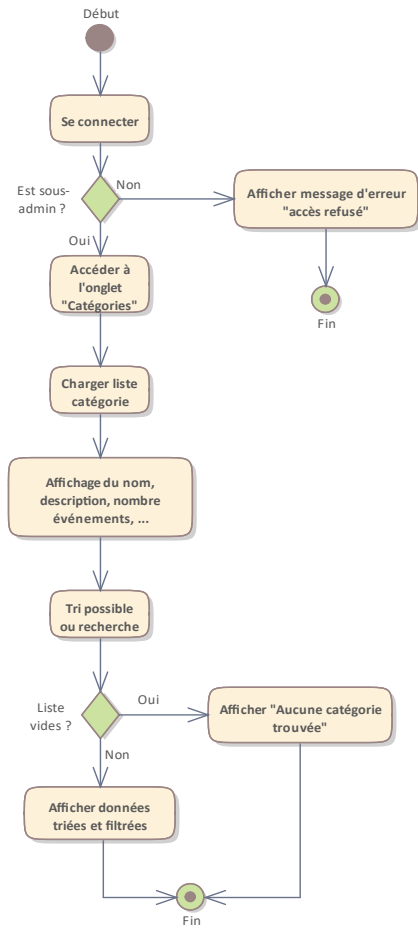 Début
Se connecter
Est sous-
admin ?
Non
Afficher message d'erreur
"accès refusé"
Oui
Accéder à
l'onglet
"Catégories"
Fin
Charger liste
catégorie
Affichage du nom,
description, nombre
événements, ...
Tri possible
ou recherche
Liste
vides ?
Oui
Afficher "Aucune catégorie
trouvée"
Non
Afficher données
triées et filtrées
Fin